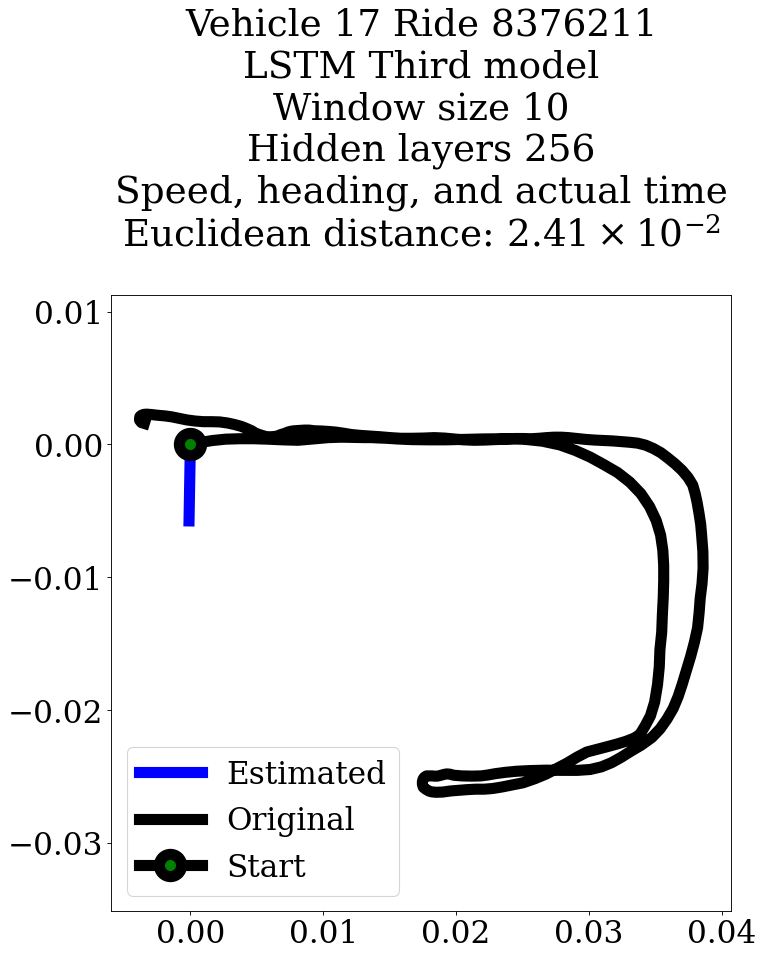 Vehicle 17 Ride 8376211
LSTM Third model
Window size 10
Hidden layers 256
Speed, heading, and actual time
Euclidean distance: 2.41 × 10⁻²
0.01
0.00
−0.01
−0.02
−0.03
Estimated
Original
Start
0.00 0.01 0.02 0.03 0.04